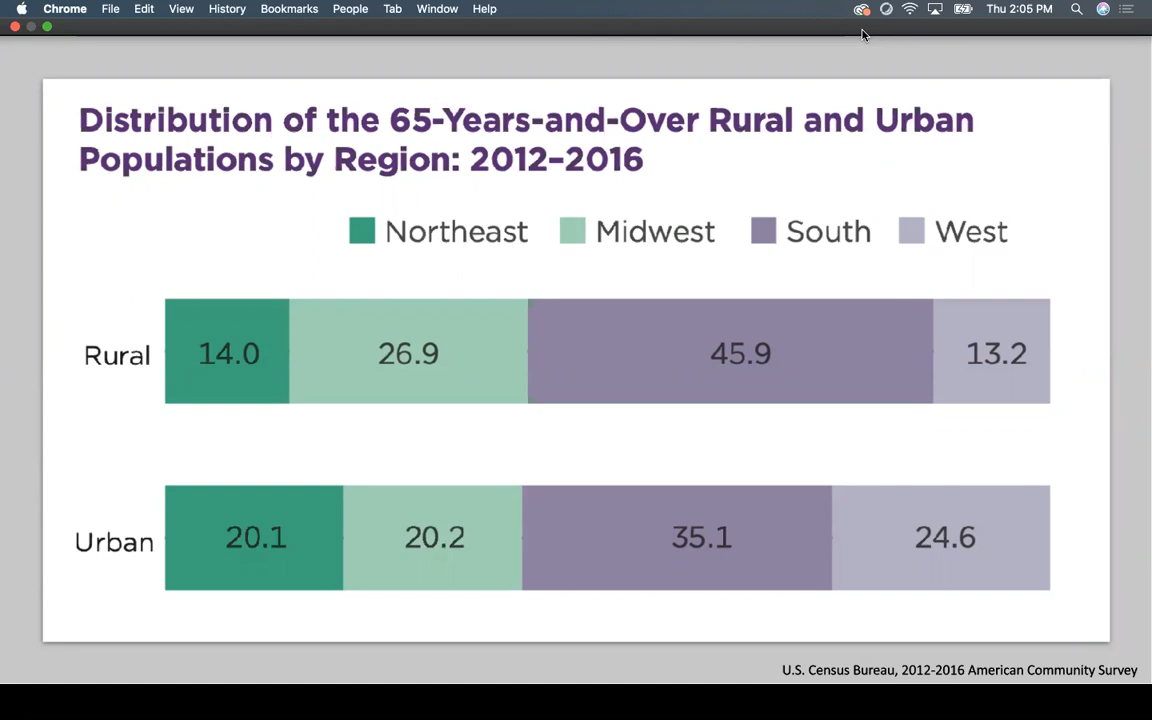 Chrome File Edit View History Bookmarks People Tab Window Help Thu 2:05 PM
Distribution of the 65-Years-and-Over Rural and Urban
Populations by Region: 2012–2016
Northeast Midwest South West
Rural 14.0 26.9 45.9 13.2
Urban 20.1 20.2 35.1 24.6
U.S. Census Bureau, 2012-2016 American Community Survey